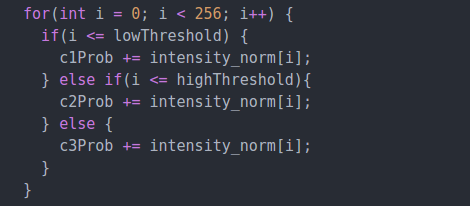 for(int i = 0; i < 256; i++) {
  if(i <= lowThreshold) {
    c1Prob += intensity_norm[i];
  } else if(i <= highThreshold){
    c2Prob += intensity_norm[i];
  } else {
    c3Prob += intensity_norm[i];
  }
}